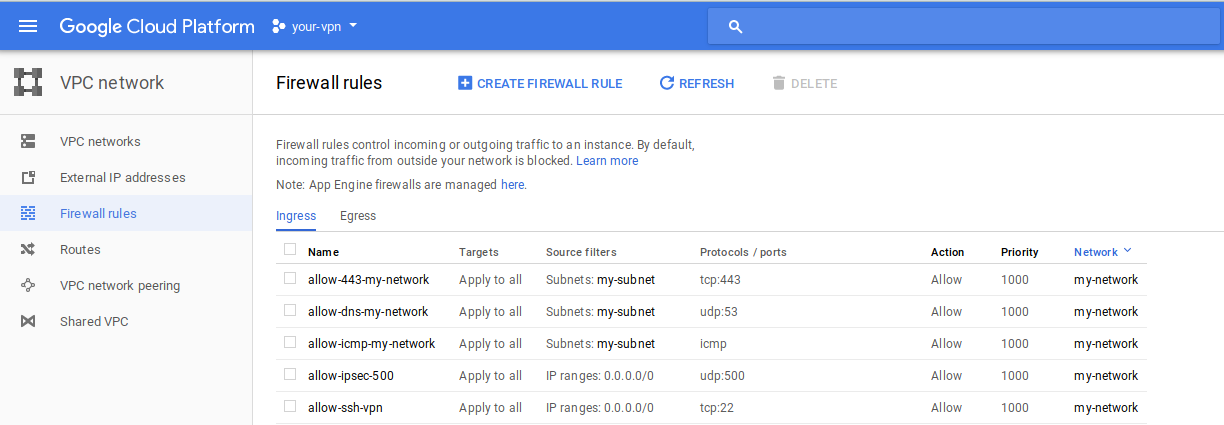 Google Cloud Platform your-vpn
VPC network
VPC networks
External IP addresses
Firewall rules
Routes
VPC network peering
Shared VPC
Firewall rules CREATE FIREWALL RULE REFRESH DELETE
Firewall rules control incoming or outgoing traffic to an instance. By default,
incoming traffic from outside your network is blocked. Learn more
Note: App Engine firewalls are managed here.
Ingress Egress
Name Targets Source filters Protocols / ports Action Priority Network
allow-443-my-network Apply to all Subnets: my-subnet tcp:443 Allow 1000 my-network
allow-dns-my-network Apply to all Subnets: my-subnet udp:53 Allow 1000 my-network
allow-icmp-my-network Apply to all Subnets: my-subnet icmp Allow 1000 my-network
allow-ipsec-500 Apply to all IP ranges: 0.0.0.0/0 udp:500 Allow 1000 my-network
allow-ssh-vpn Apply to all IP ranges: 0.0.0.0/0 tcp:22 Allow 1000 my-network